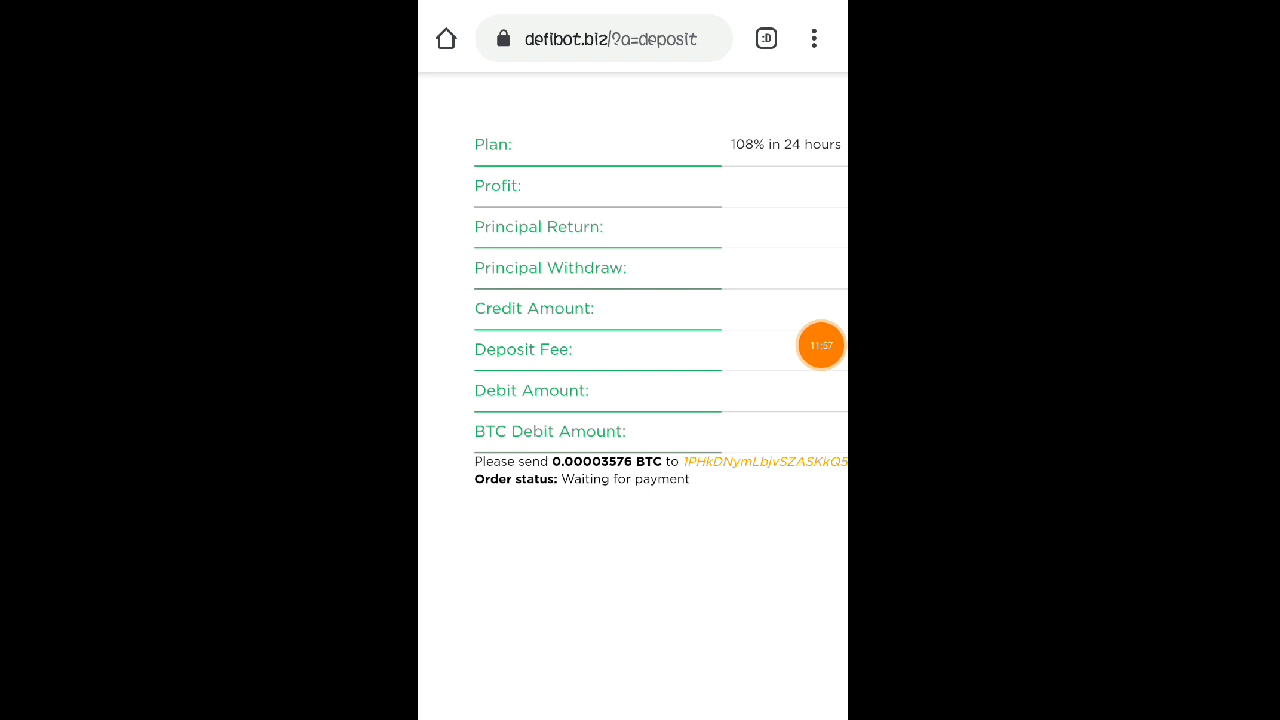 defibot.biz/?a=deposit
:D
Plan: 108% in 24 hours
Profit:
Principal Return:
Principal Withdraw:
Credit Amount:
11:57
Deposit Fee:
Debit Amount:
BTC Debit Amount:
Please send 0.00003576 BTC to 1PHkDNymLbjvSZASKkQ5
Order status: Waiting for payment